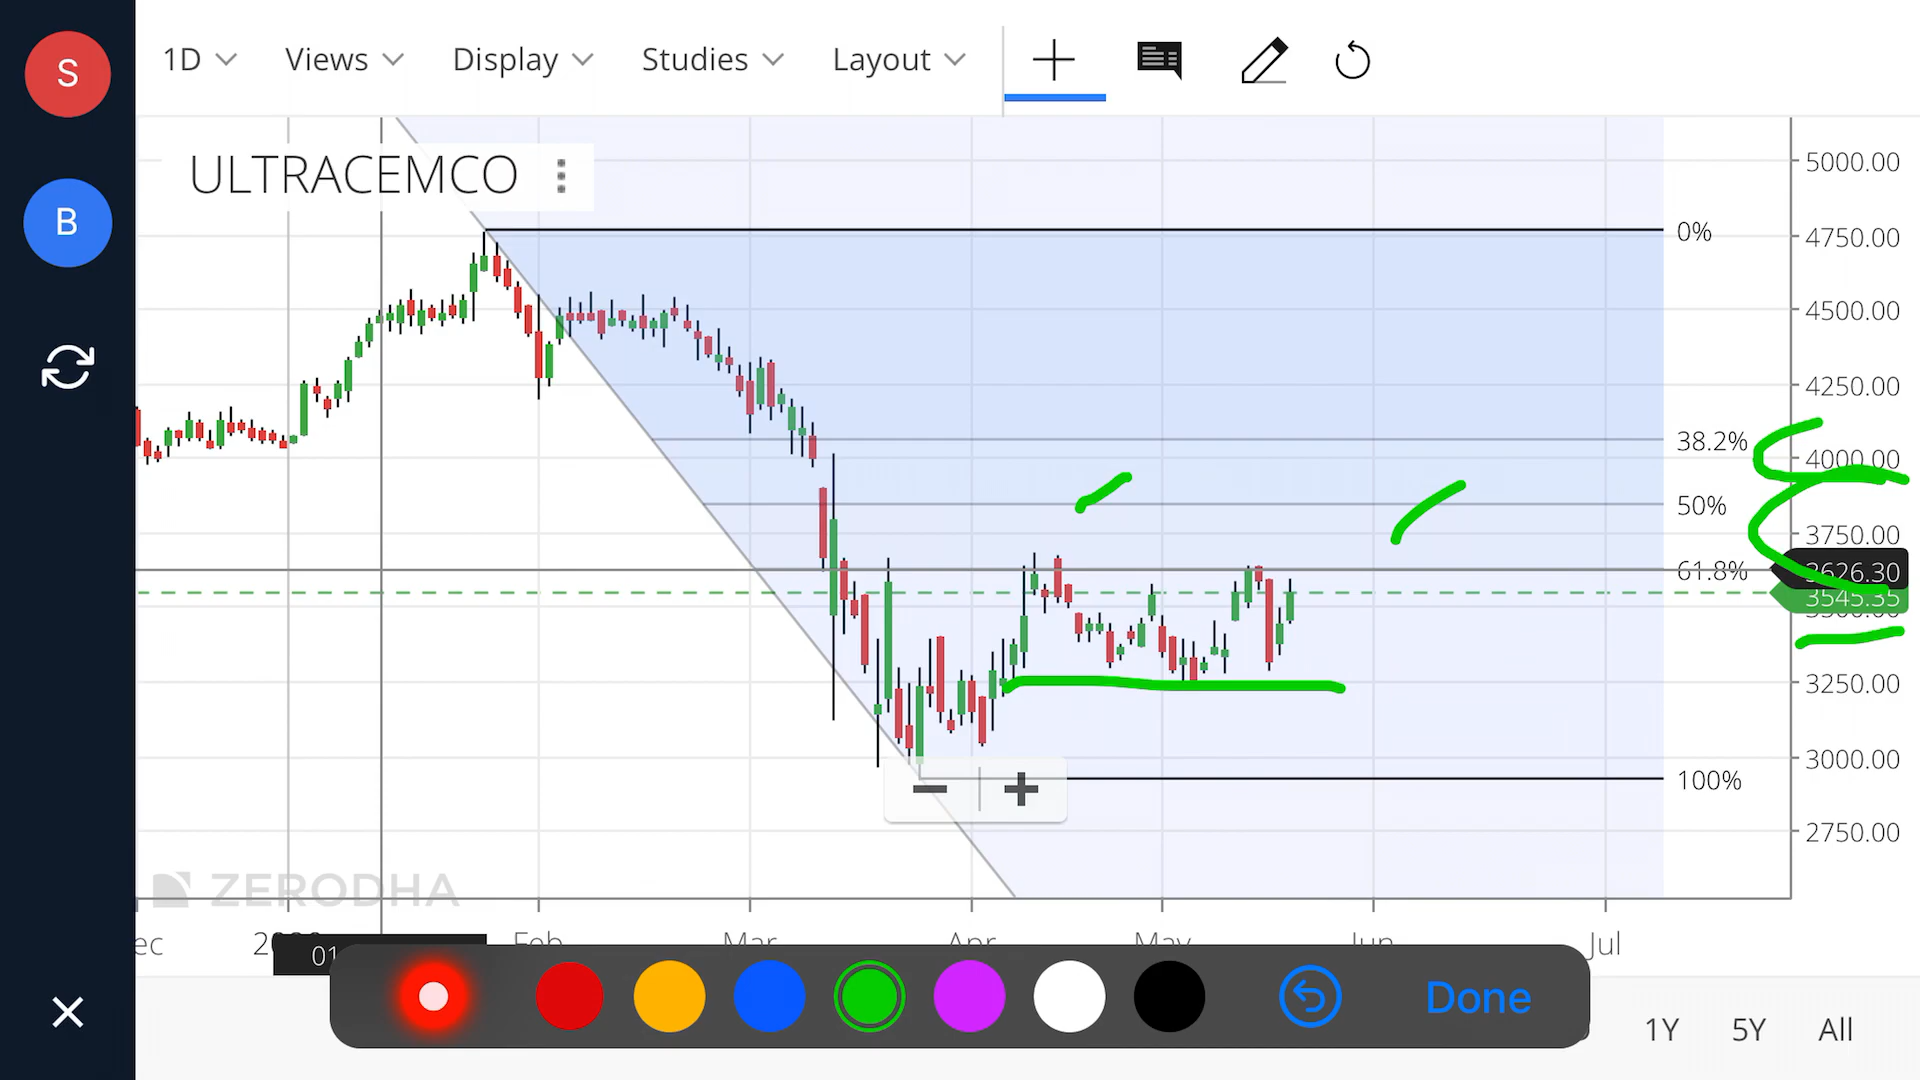 S
1D Views Display Studies Layout
B
ULTRACEMCO
5000.00
0%
4750.00
4500.00
4250.00
38.2%
4000.00
50%
3750.00
61.8%
3626.30
3545.35
3250.00
3000.00
100%
2750.00
ZERODHA
Feb Mar Apr May Jun Jul
01
Done
1Y 5Y All